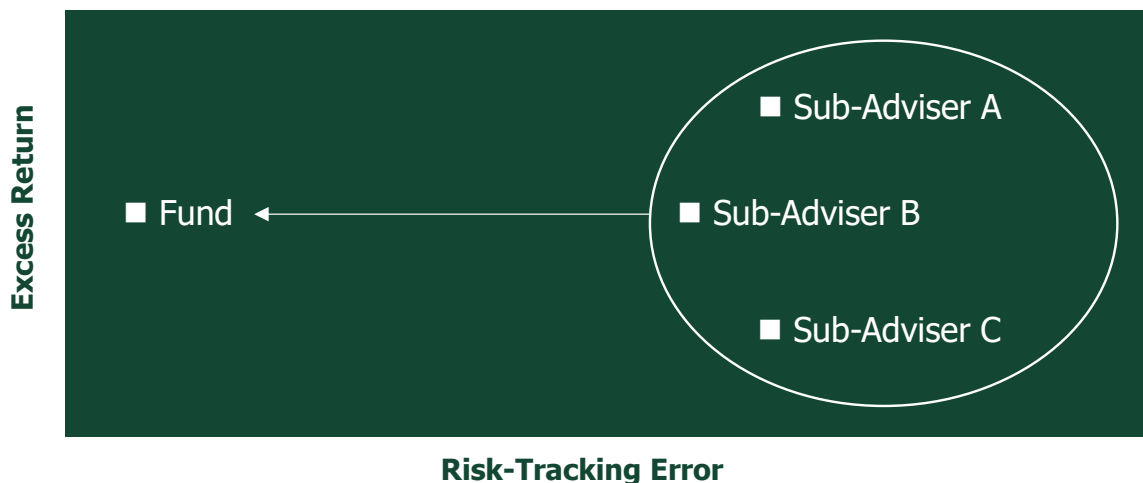 Excess Return
Sub-Adviser A
Fund
Sub-Adviser B
Sub-Adviser C
Risk-Tracking Error